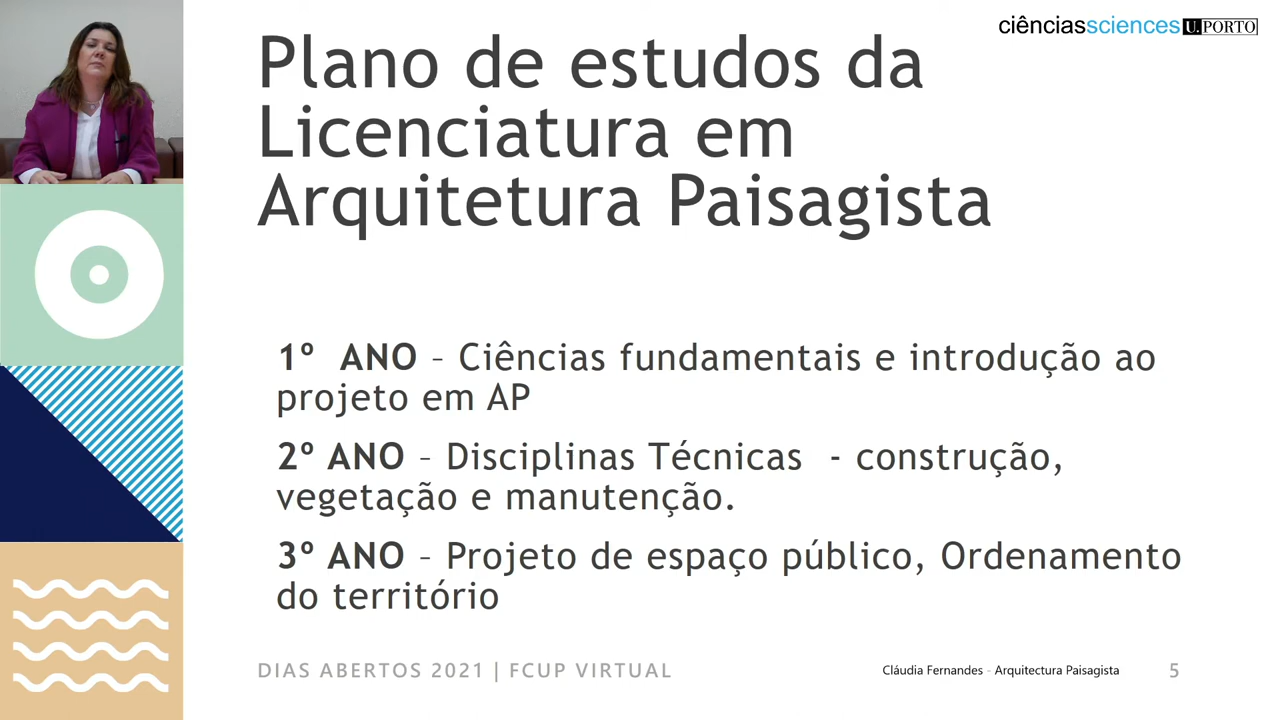 ciênciassciences U.PORTO
Plano de estudos da
Licenciatura em
Arquitetura Paisagista
1º ANO – Ciências fundamentais e introdução ao
projeto em AP
2º ANO – Disciplinas Técnicas - construção,
vegetação e manutenção.
3º ANO – Projeto de espaço público, Ordenamento
do território
DIAS ABERTOS 2021 | FCUP VIRTUAL
Cláudia Fernandes - Arquitectura Paisagista
5